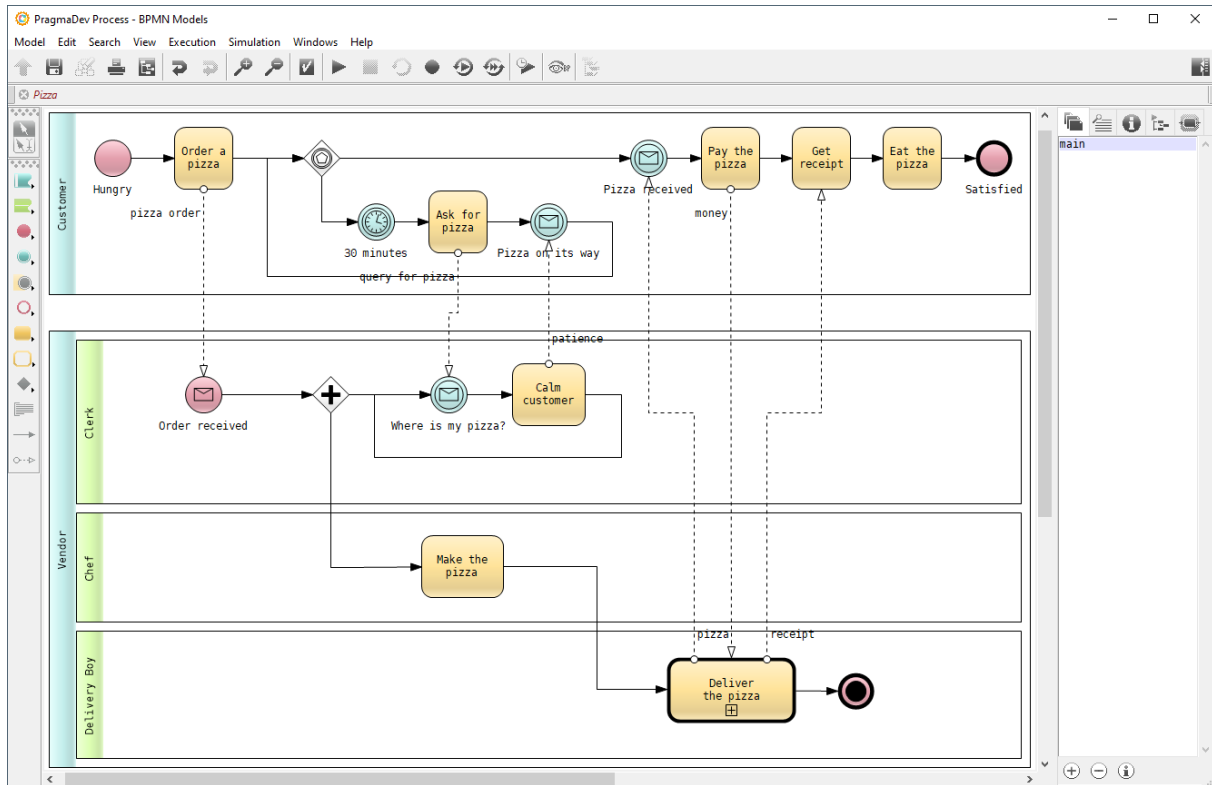 PragmaDev Process - BPMN Models
Model Edit Search View Execution Simulation Windows Help
Pizza
main
Customer
Hungry
Order a
pizza
pizza order
30 minutes
Ask for
pizza
query for pizza
Pizza on its way
Pizza received
Pay the
pizza
money
Get
receipt
Eat the
pizza
Satisfied
Vendor
Clerk
Order received
Where is my pizza?
patience
Calm
customer
Chef
Make the
pizza
Delivery Boy
pizza
receipt
Deliver
the pizza